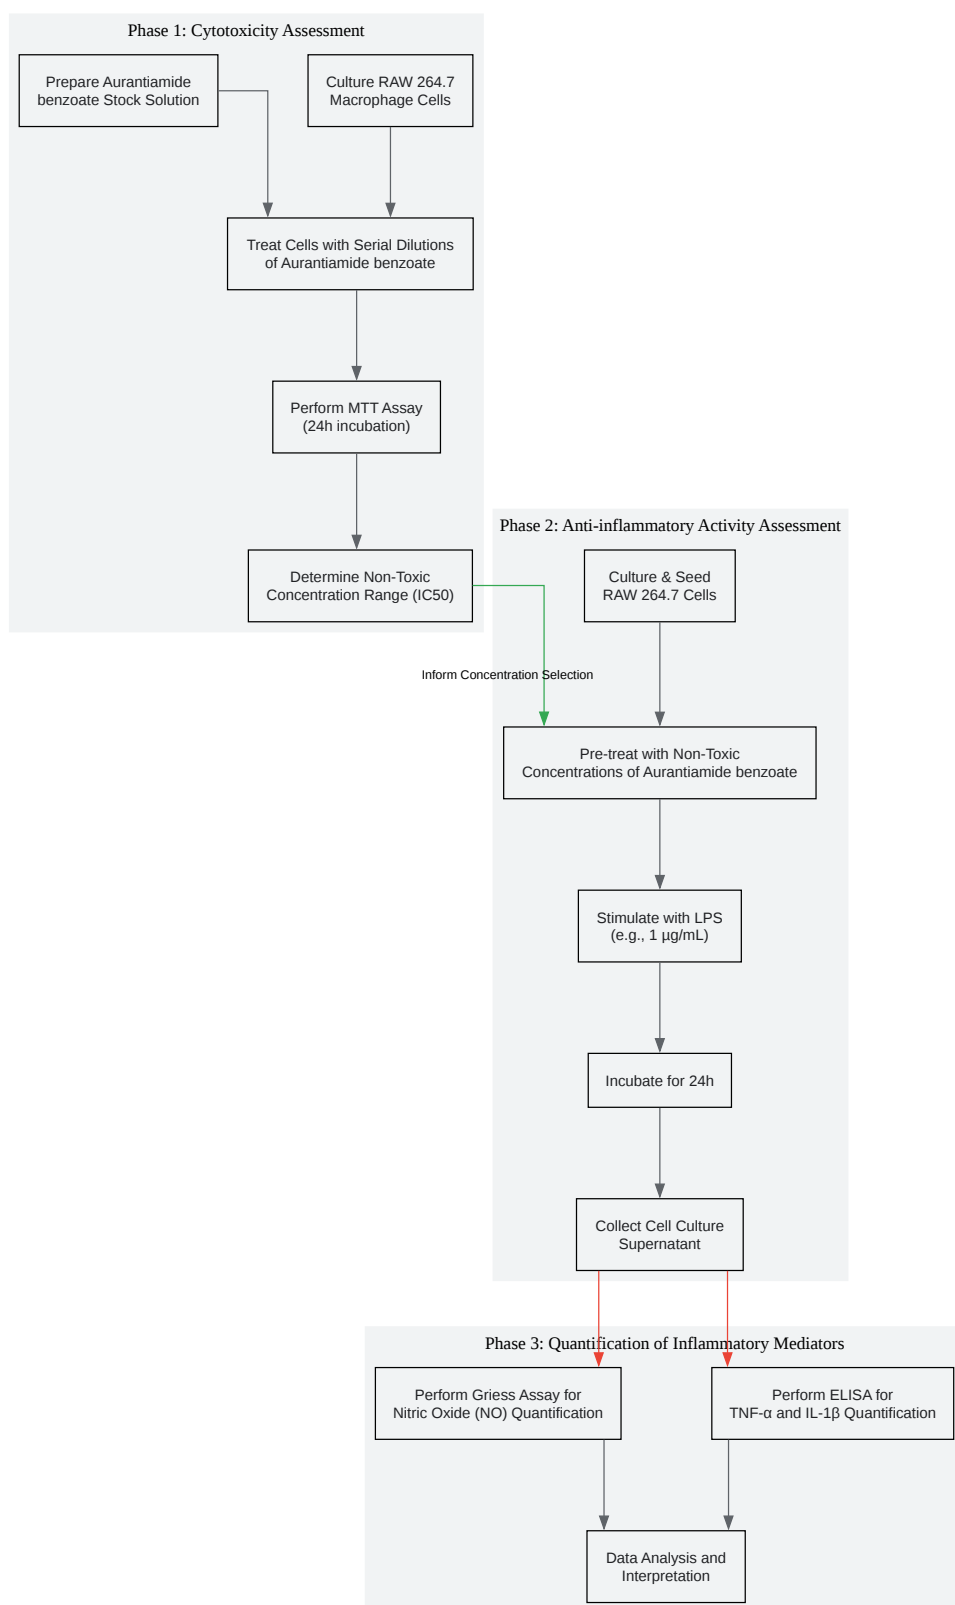 Phase 1: Cytotoxicity Assessment
Prepare Aurantiamide
benzoate Stock Solution
Culture RAW 264.7
Macrophage Cells
Treat Cells with Serial Dilutions
of Aurantiamide benzoate
Perform MTT Assay
(24h incubation)
Determine Non-Toxic
Concentration Range (IC50)
Inform Concentration Selection
Phase 2: Anti-inflammatory Activity Assessment
Culture & Seed
RAW 264.7 Cells
Pre-treat with Non-Toxic
Concentrations of Aurantiamide benzoate
Stimulate with LPS
(e.g., 1 µg/mL)
Incubate for 24h
Collect Cell Culture
Supernatant
Phase 3: Quantification of Inflammatory Mediators
Perform Griess Assay for
Nitric Oxide (NO) Quantification
Perform ELISA for
TNF-α and IL-1β Quantification
Data Analysis and
Interpretation